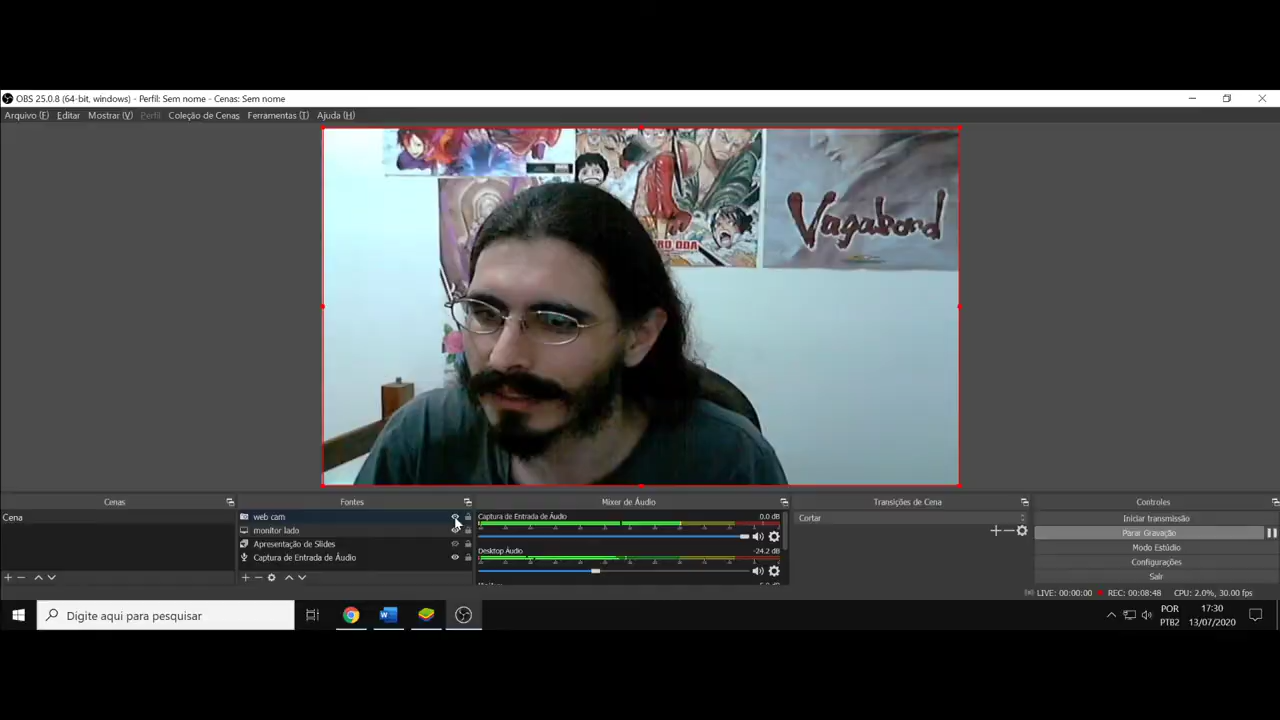 OBS 25.0.8 (64-bit, windows) - Perfil: Sem nome - Cenas: Sem nome
Arquivo (F) Editar Mostrar (V) Perfil Coleção de Cenas Ferramentas (T) Ajuda (H)
Vagabond
ODA
Cenas
Cena
Fontes
web cam
monitor lado
Apresentação de Slides
Captura de Entrada de Áudio
Mixer de Áudio
Captura de Entrada de Áudio 0.0 dB
Desktop Áudio -24.2 dB
Transições de Cena
Cortar
Controles
Iniciar transmissão
Parar Gravação
Modo Estúdio
Configurações
Sair
LIVE: 00:00:00 REC: 00:08:48 CPU: 2.0%, 30.00 fps
Digite aqui para pesquisar
POR
PTB2
17:30
13/07/2020